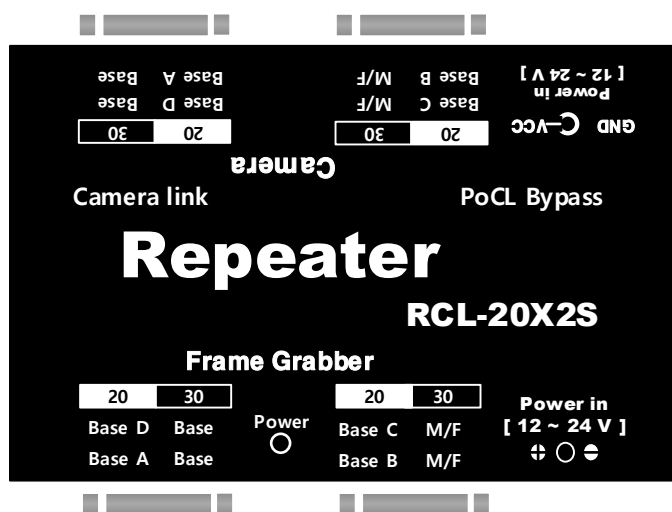 Camera
GND VCC
Power in
[ 12 ~ 24 V ]
20 30
Base C M/F
Base B M/F
20 30
Base D Base
Base A Base
Camera link
PoCL Bypass
Repeater
RCL-20X2S
Frame Grabber
20 30
Base D Base
Base A Base
Power
20 30
Base C M/F
Base B M/F
Power in
[ 12 ~ 24 V ]